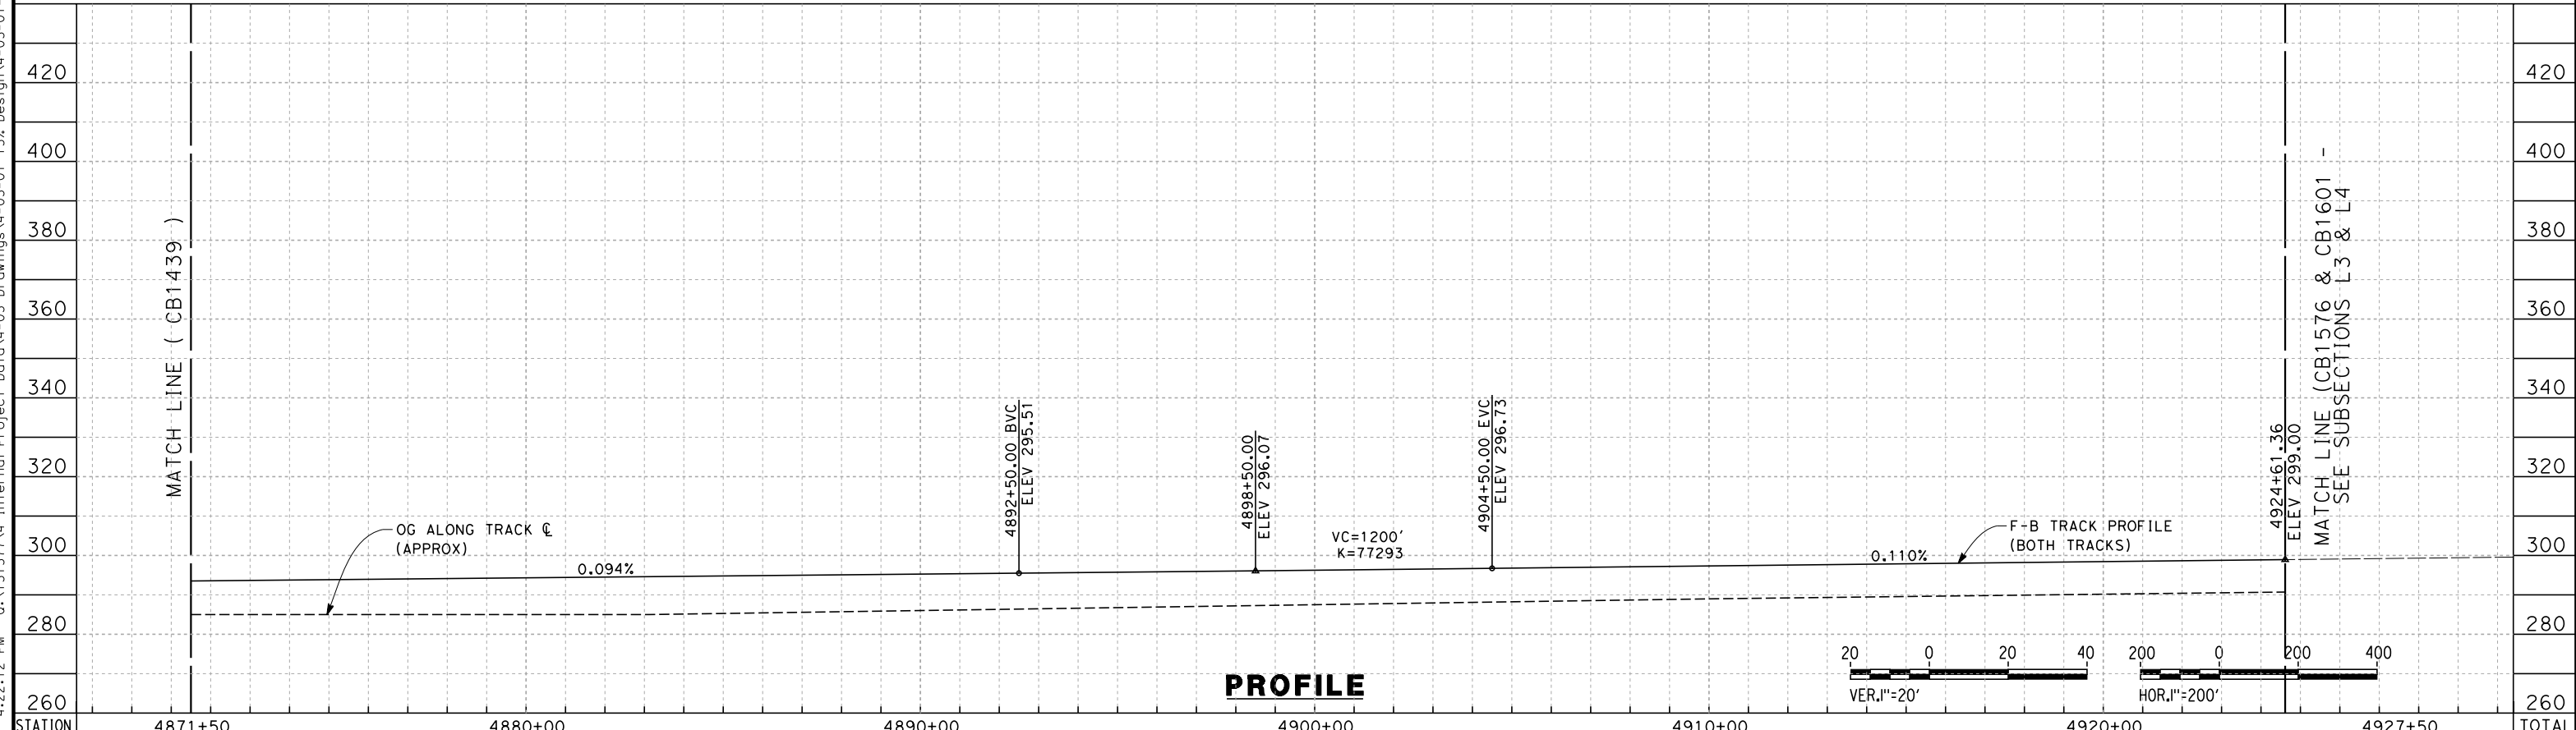 420
400
380
360
340
320
300
280
260
STATION
MATCH LINE ( CB1439 )
OG ALONG TRACK ℄
(APPROX)
0.094%
4892+50.00 BVC
ELEV 295.51
4898+50.00
ELEV 296.07
VC=1200'
K=77293
4904+50.00 EVC
ELEV 296.73
0.110%
F-B TRACK PROFILE
(BOTH TRACKS)
4924+61.36
ELEV 299.00
MATCH LINE (CB1576 & CB1601 -
SEE SUBSECTIONS L3 & L4
420
400
380
360
340
320
300
280
260
TOTAL
PROFILE
20 0 20 40
VER.1"=20'
200 0 200 400
HOR.1"=200'
4871+50 4880+00 4890+00 4900+00 4910+00 4920+00 4927+50